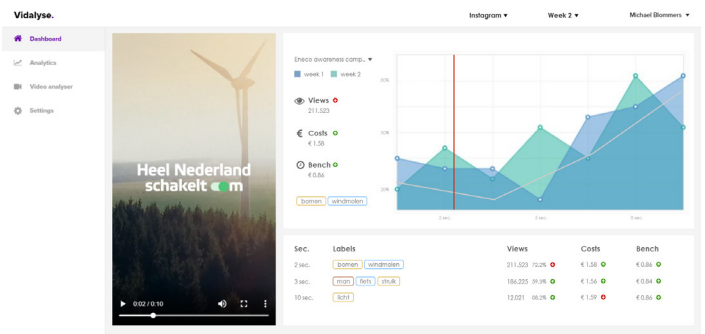 Vidalyse.
Instagram ▾
Week 2 ▾
Michael Blommers ▾
Dashboard
Analytics
Video analyser
Settings
Heel Nederland
schakelt om
0:02 / 0:10
Eneco awareness comp.. ▾
week 1
week 2
Views
211,523
Costs
€ 1.58
Bench
€ 0.86
bomen windmolen
Sec. Labels Views Costs Bench
2 sec. bomen windmolen 211,523 € 1,58 € 0,86
3 sec. man fiets struik 186,225 € 1,56 € 0,84
10 sec. licht 12,021 € 1,59 € 0,86